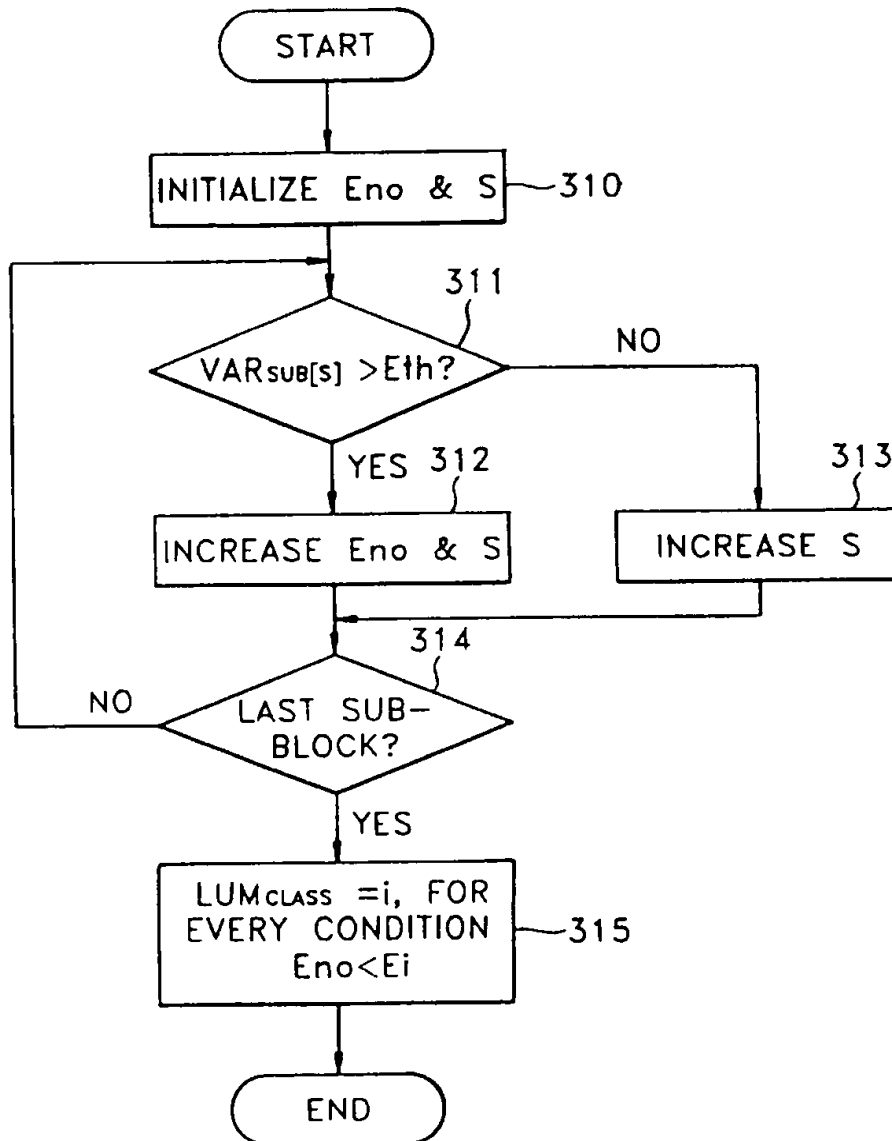 START
INITIALIZE Eno & S
310
311
VARSUB[S] >Eth?
NO
YES
312
313
INCREASE Eno & S
INCREASE S
314
NO
LAST SUB-
BLOCK?
YES
LUMCLASS =i, FOR
EVERY CONDITION
Eno<Ei
315
END